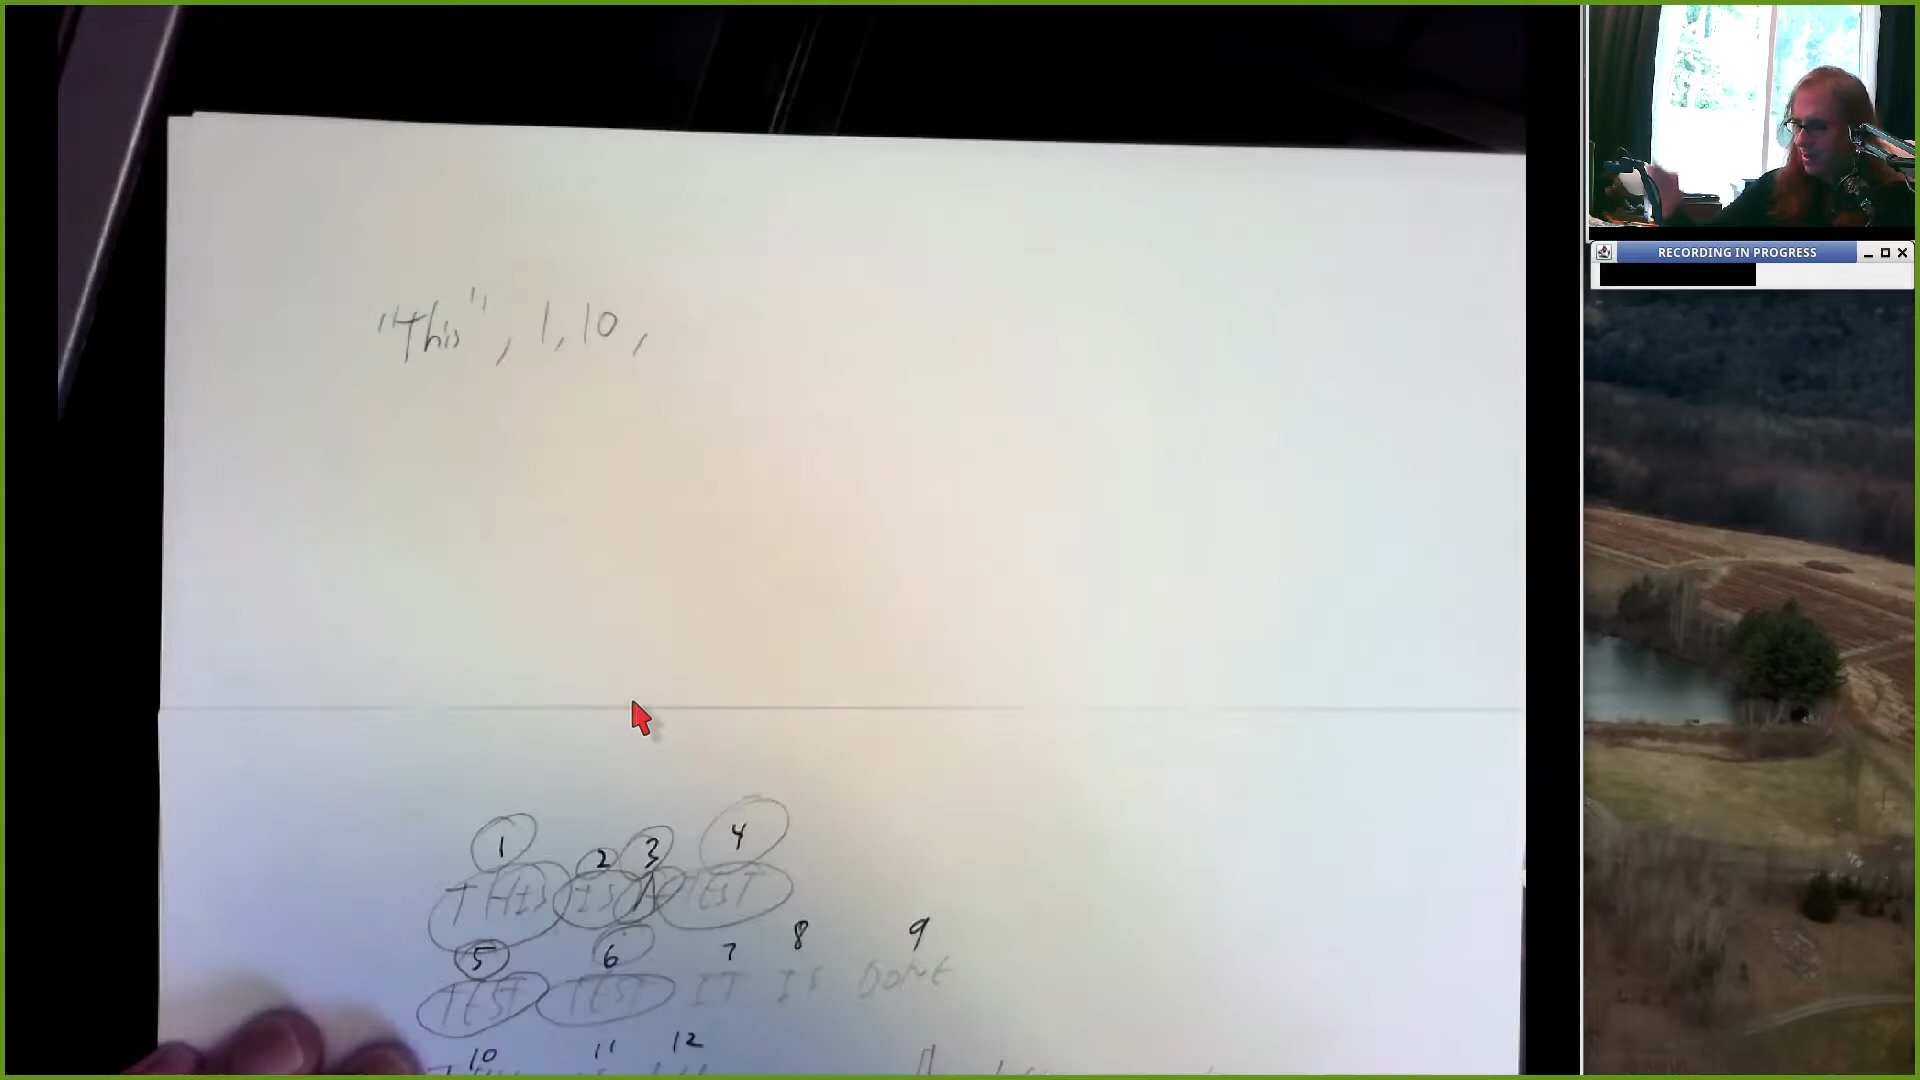 "This", 1, 10,
1 2 3 4
THIS IS A TEST
5 6 7 8 9
TEST TEST IT IS DONE
10 11 12
RECORDING IN PROGRESS